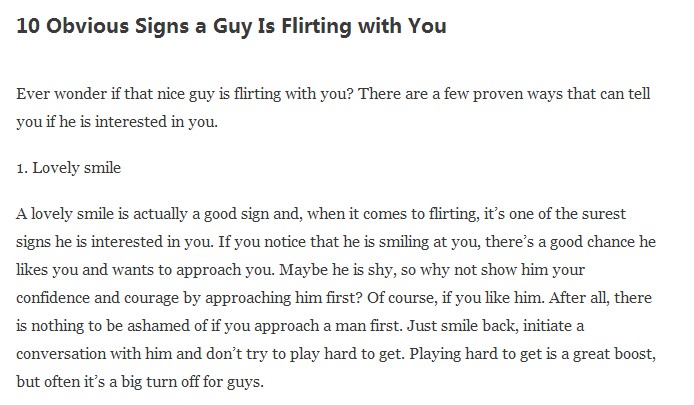 10 Obvious Signs a Guy Is Flirting with You
Ever wonder if that nice guy is flirting with you? There are a few proven ways that can tell
you if he is interested in you.
1. Lovely smile
A lovely smile is actually a good sign and, when it comes to flirting, it’s one of the surest
signs he is interested in you. If you notice that he is smiling at you, there’s a good chance he
likes you and wants to approach you. Maybe he is shy, so why not show him your
confidence and courage by approaching him first? Of course, if you like him. After all, there
is nothing to be ashamed of if you approach a man first. Just smile back, initiate a
conversation with him and don’t try to play hard to get. Playing hard to get is a great boost,
but often it’s a big turn off for guys.